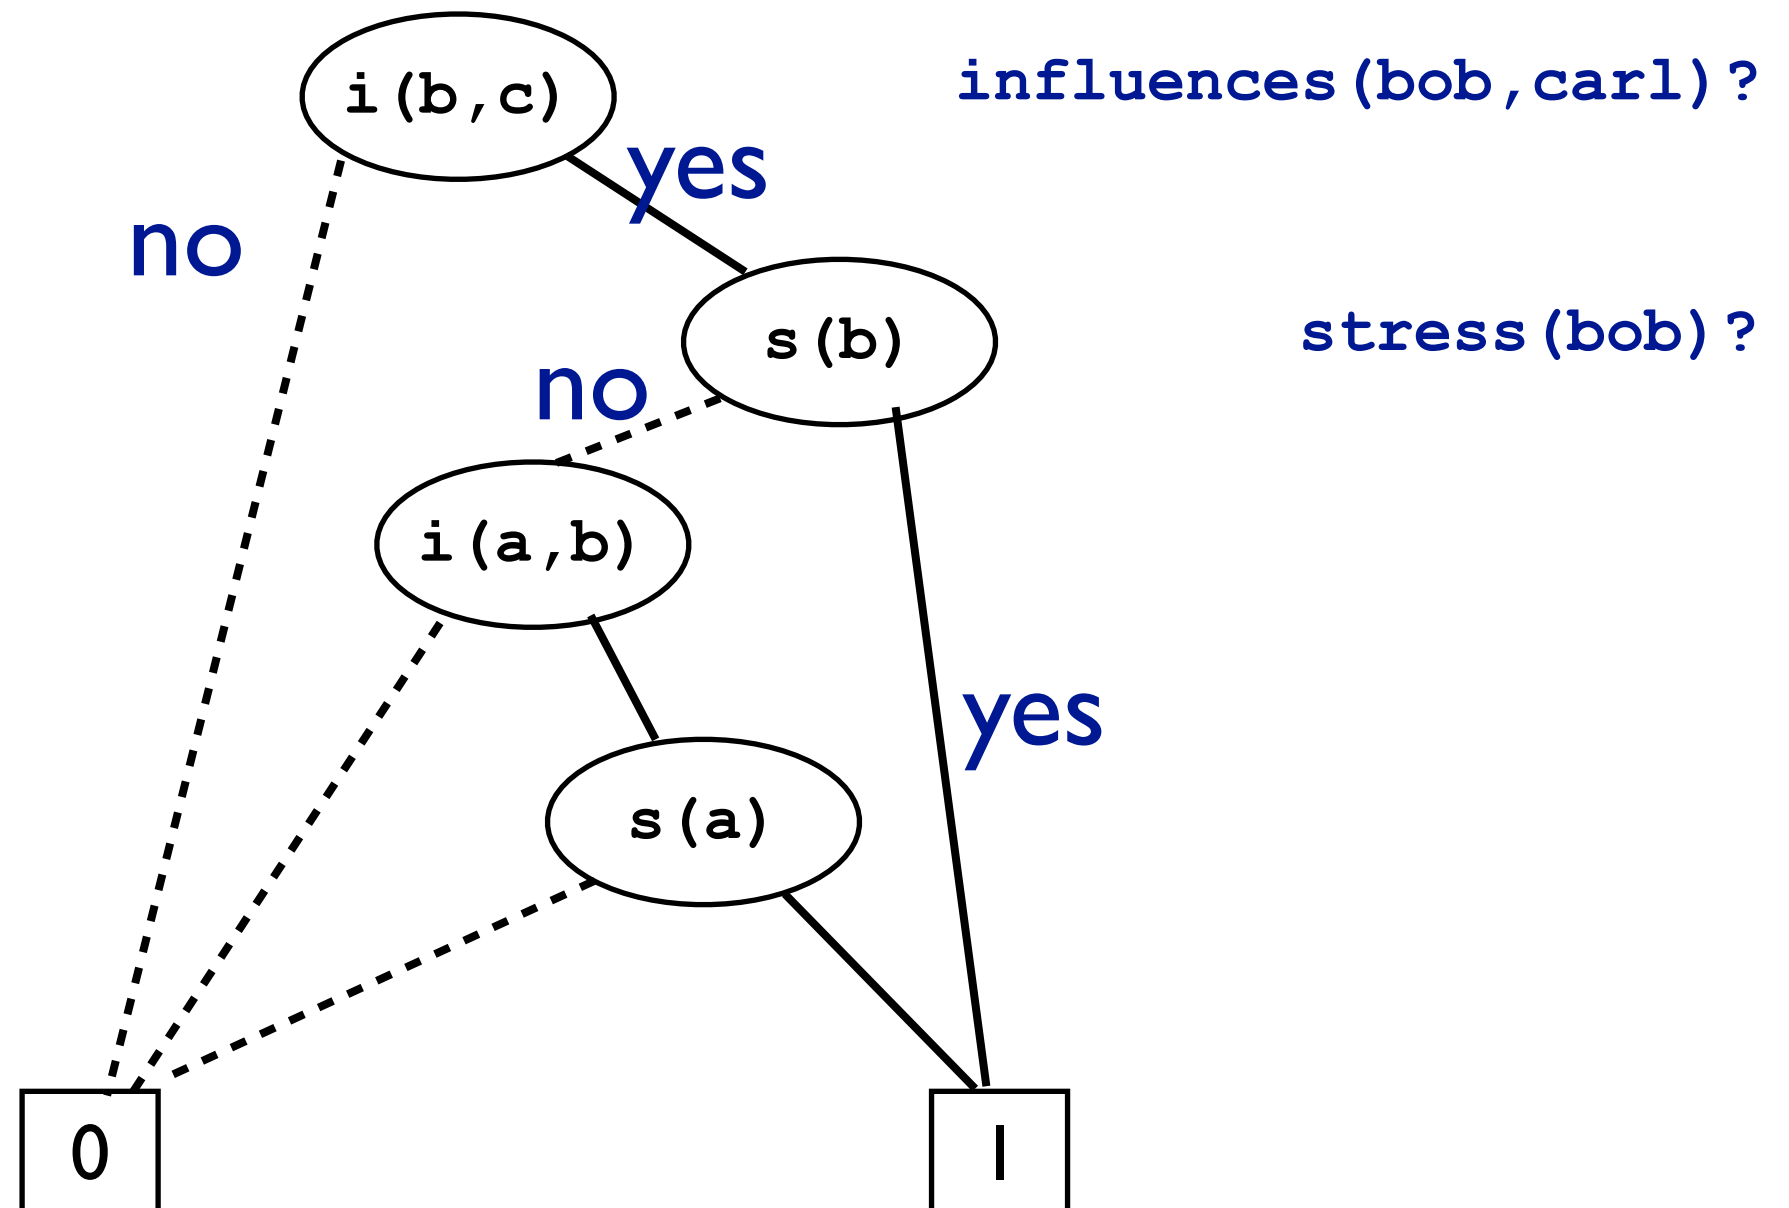 i(b,c)
influences(bob,carl)?
yes
no
s(b)
stress(bob)?
no
i(a,b)
yes
s(a)
0
1